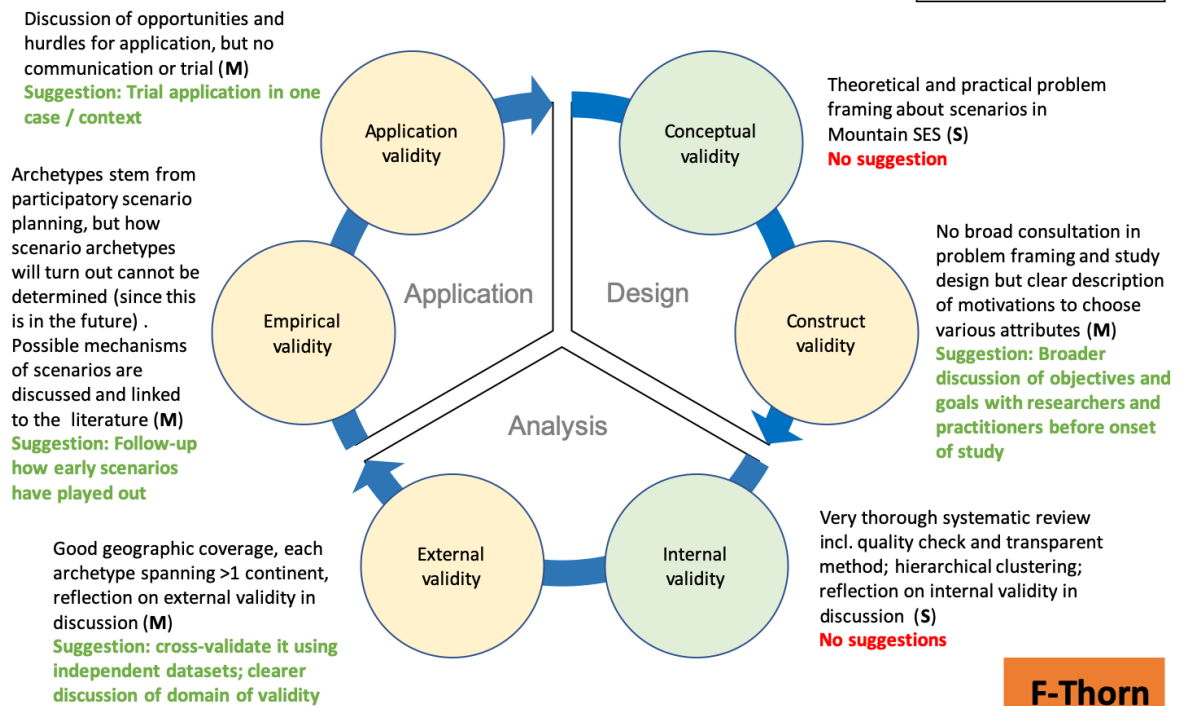 Discussion of opportunities and
hurdles for application, but no
communication or trial (M)
Suggestion: Trial application in one
case / context
Application
validity
Conceptual
validity
Theoretical and practical problem
framing about scenarios in
Mountain SES (S)
No suggestion
Archetypes stem from
participatory scenario
planning, but how
scenario archetypes
will turn out cannot be
determined (since this
is in the future) .
Possible mechanisms
of scenarios are
discussed and linked
to the  literature (M)
Suggestion: Follow-up
how early scenarios
have played out
Empirical
validity
Application
Design
Construct
validity
No broad consultation in
problem framing and study
design but clear description
of motivations to choose
various attributes (M)
Suggestion: Broader
discussion of objectives and
goals with researchers and
practitioners before onset
of study
Analysis
Good geographic coverage, each
archetype spanning >1 continent,
reflection on external validity in
discussion (M)
Suggestion: cross-validate it using
independent datasets; clearer
discussion of domain of validity
External
validity
Internal
validity
Very thorough systematic review
incl. quality check and transparent
method; hierarchical clustering;
reflection on internal validity in
discussion  (S)
No suggestions
F-Thorn